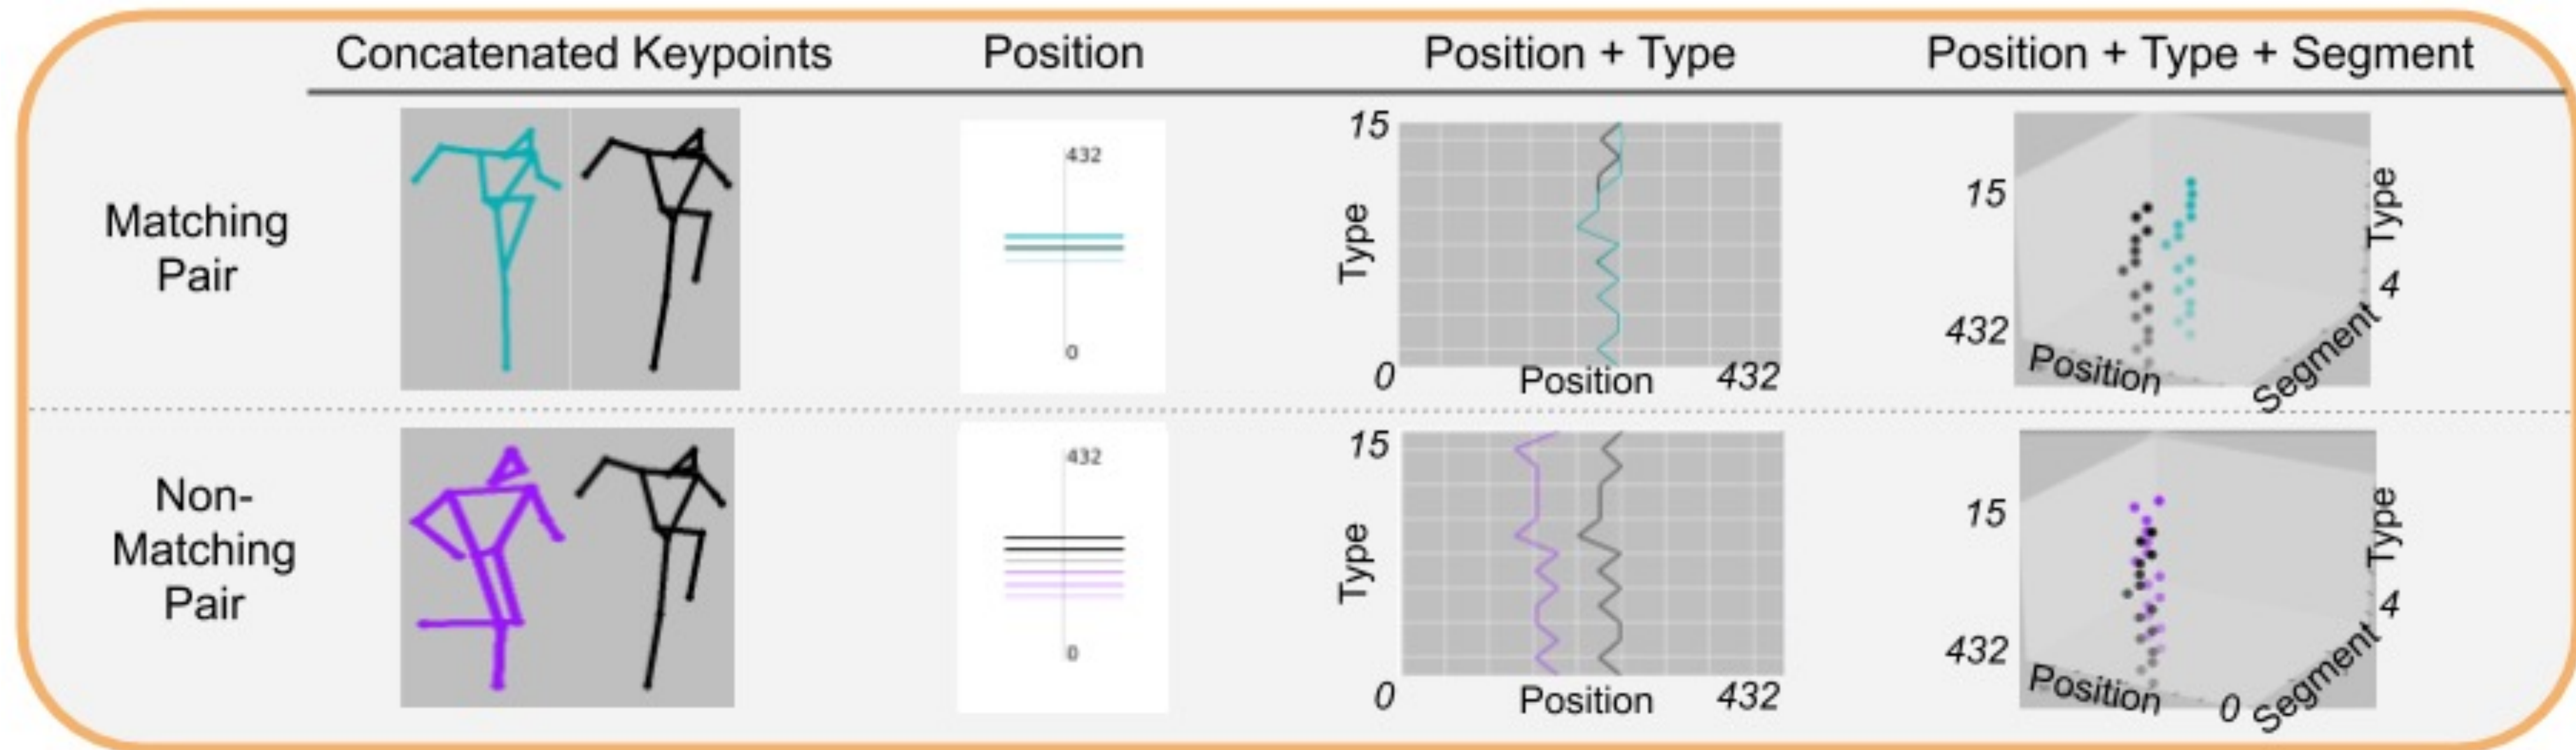 Concatenated Keypoints Position Position + Type Position + Type + Segment
Matching
Pair
432
0
15
Type
0 Position 432
15
Type
4
432
Position
Segment
Non-
Matching
Pair
432
0
15
Type
0 Position 432
15
Type
4
432
Position
0 Segment